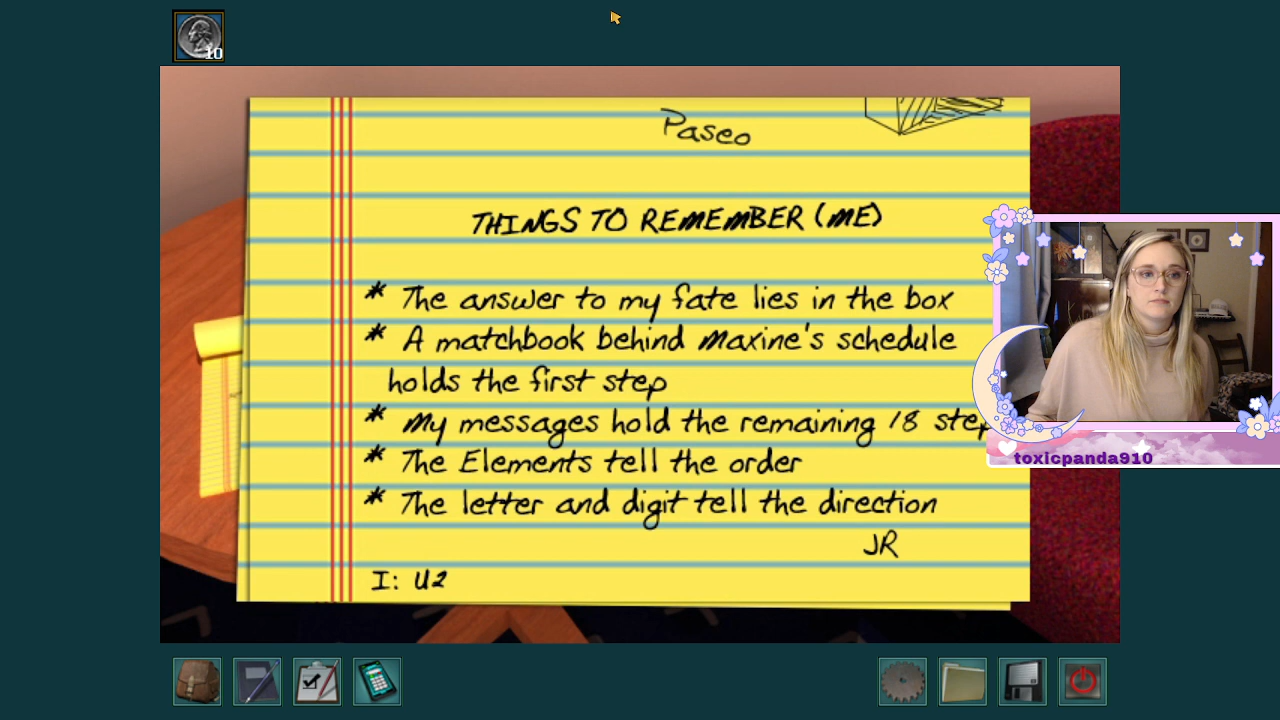 10
Paseo
THINGS TO REMEMBER (ME)
* The answer to my fate lies in the box
* A matchbook behind Maxine's schedule
holds the first step
* My messages hold the remaining 18 step
* The Elements tell the order
* The letter and digit tell the direction
JR
I: U2
toxicpanda910